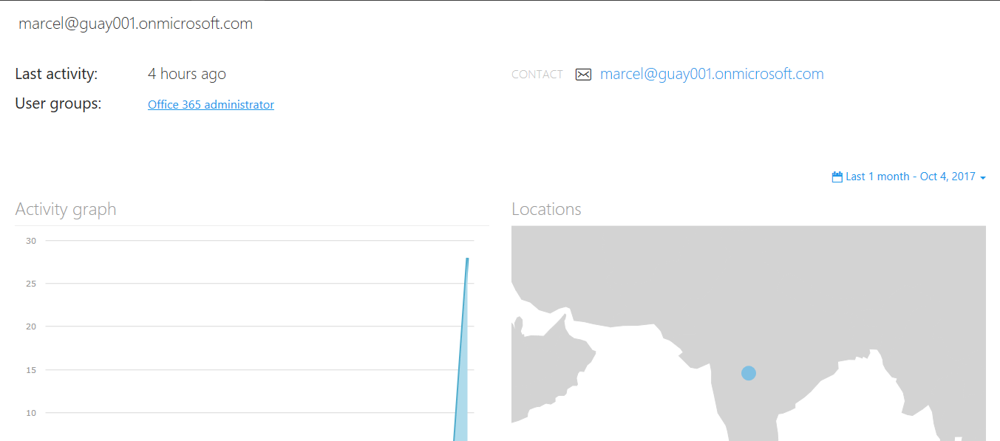 marcel@guay001.onmicrosoft.com
Last activity: 4 hours ago
CONTACT marcel@guay001.onmicrosoft.com
User groups: Office 365 administrator
Last 1 month - Oct 4, 2017
Activity graph
Locations
30
25
20
15
10